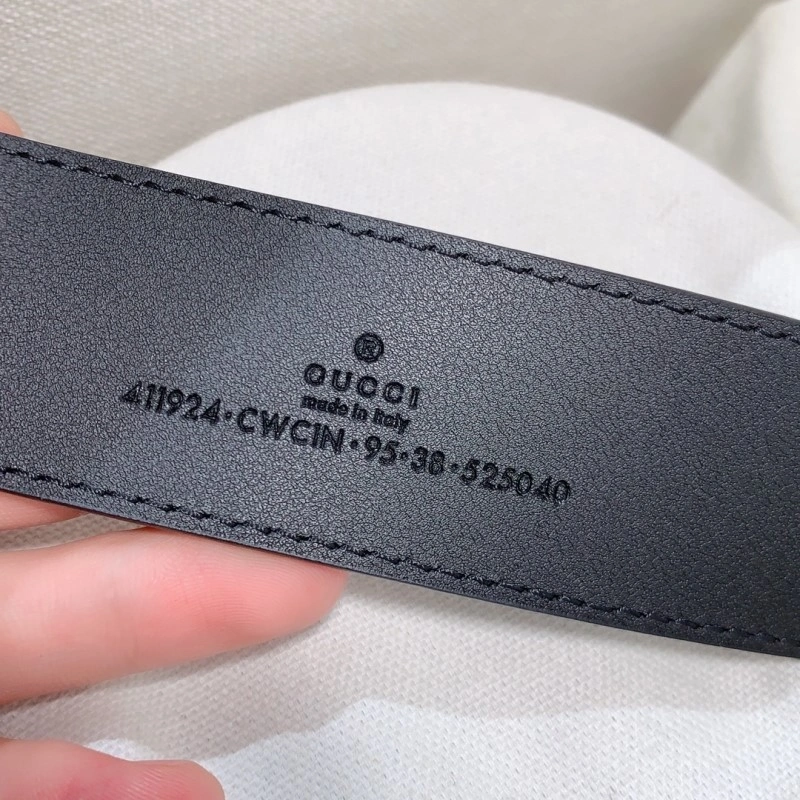 ®
GUCCI
made in Italy
411924·CWCIN·95·38·525040